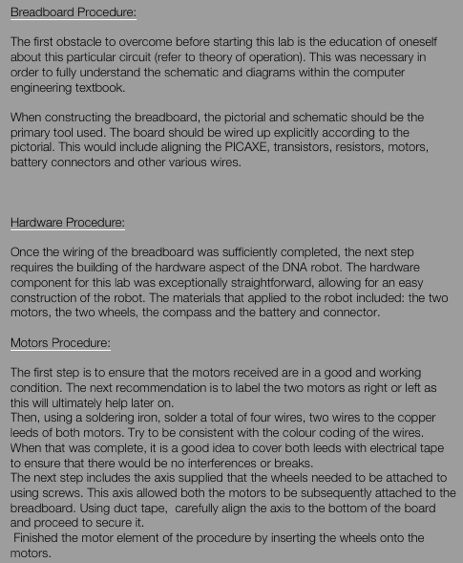 Breadboard Procedure:
The first obstacle to overcome before starting this lab is the education of oneself
about this particular circuit (refer to theory of operation). This was necessary in
order to fully understand the schematic and diagrams within the computer
engineering textbook.
When constructing the breadboard, the pictorial and schematic should be the
primary tool used. The board should be wired up explicitly according to the
pictorial. This would include aligning the PICAXE, transistors, resistors, motors,
battery connectors and other various wires.
Hardware Procedure:
Once the wiring of the breadboard was sufficiently completed, the next step
requires the building of the hardware aspect of the DNA robot. The hardware
component for this lab was exceptionally straightforward, allowing for an easy
construction of the robot. The materials that applied to the robot included: the two
motors, the two wheels, the compass and the battery and connector.
Motors Procedure:
The first step is to ensure that the motors received are in a good and working
condition. The next recommendation is to label the two motors as right or left as
this will ultimately help later on.
Then, using a soldering iron, solder a total of four wires, two wires to the copper
leeds of both motors. Try to be consistent with the colour coding of the wires.
When that was complete, it is a good idea to cover both leeds with electrical tape
to ensure that there would be no interferences or breaks.
The next step includes the axis supplied that the wheels needed to be attached to
using screws. This axis allowed both the motors to be subsequently attached to the
breadboard. Using duct tape, carefully align the axis to the bottom of the board
and proceed to secure it.
Finished the motor element of the procedure by inserting the wheels onto the
motors.